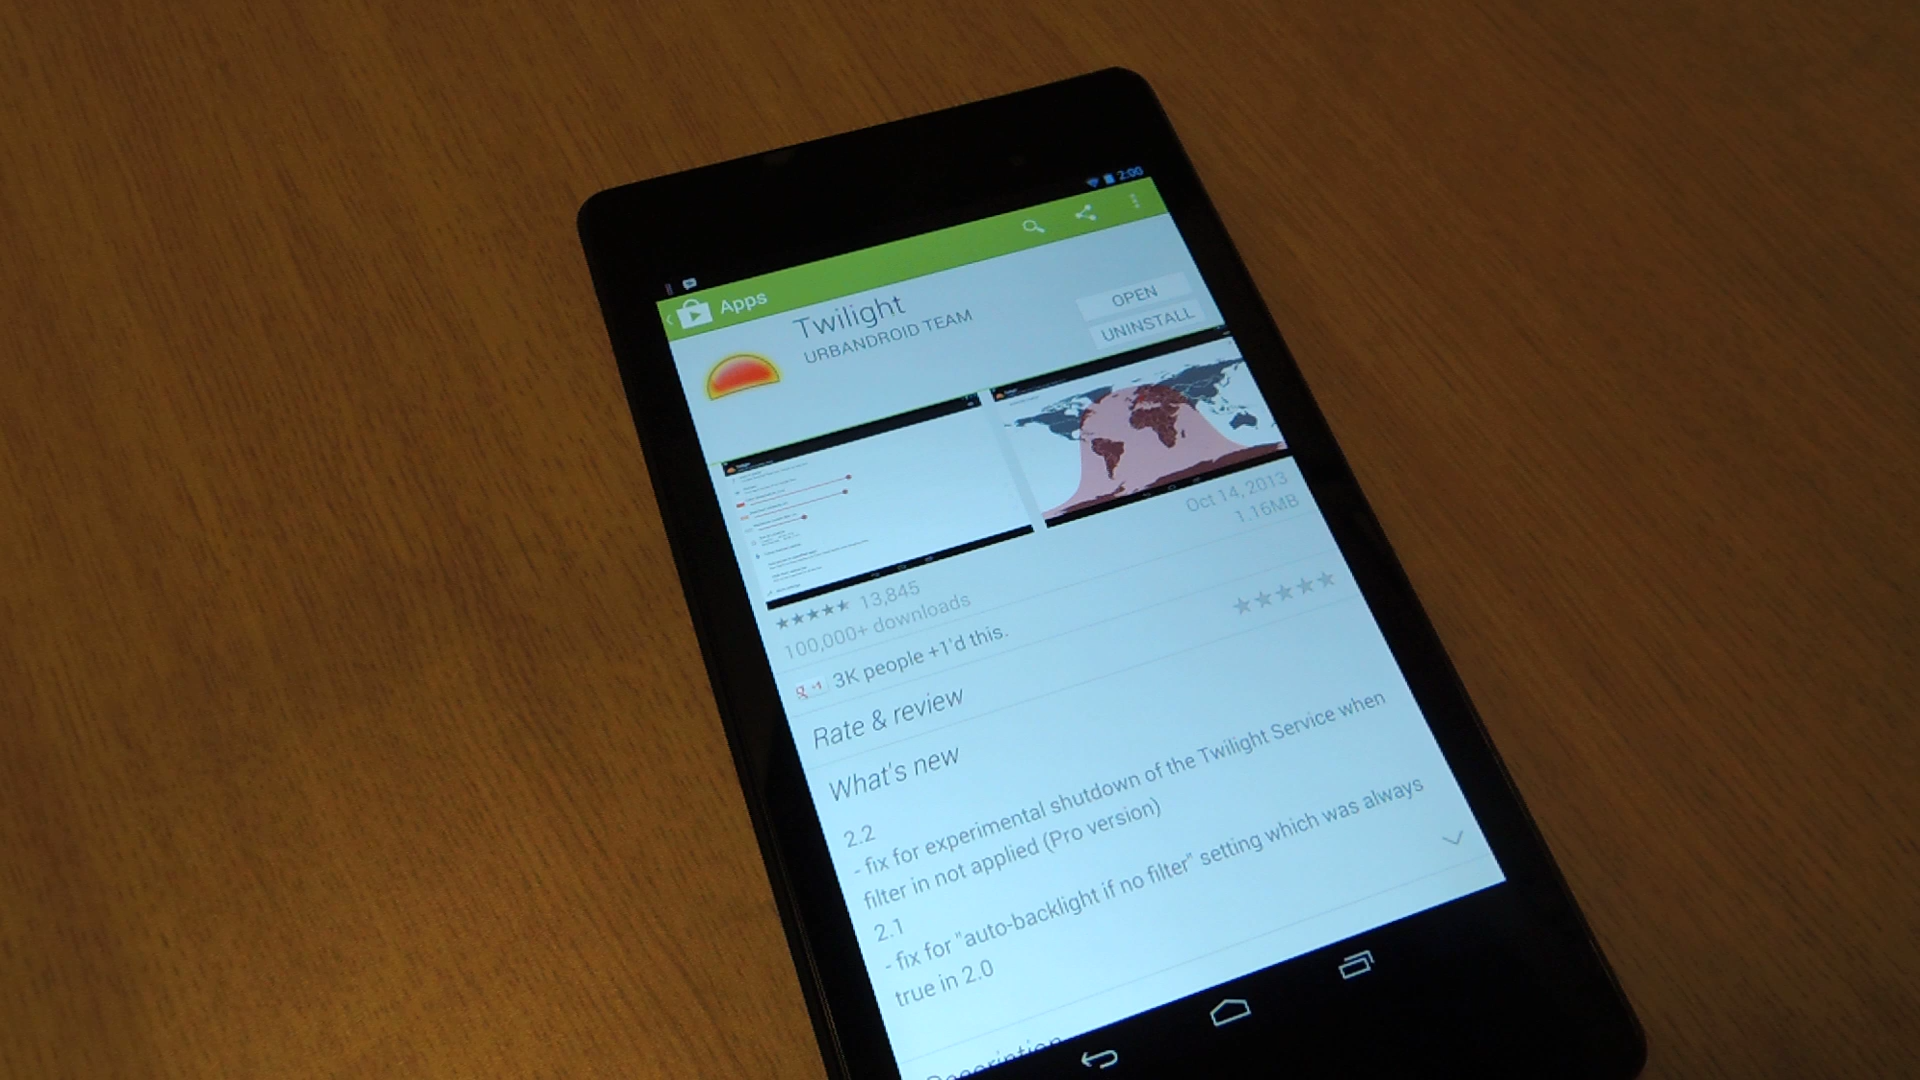 2:00
Apps
Twilight
URBANDROID TEAM
OPEN
UNINSTALL
Oct 14, 2013
1.16MB
13,845
100,000+ downloads
+1
3K people +1'd this.
Rate & review
What's new
2.2
- fix for experimental shutdown of the Twilight Service when
filter in not applied (Pro version)
2.1
- fix for "auto-backlight if no filter" setting which was always
true in 2.0
Description